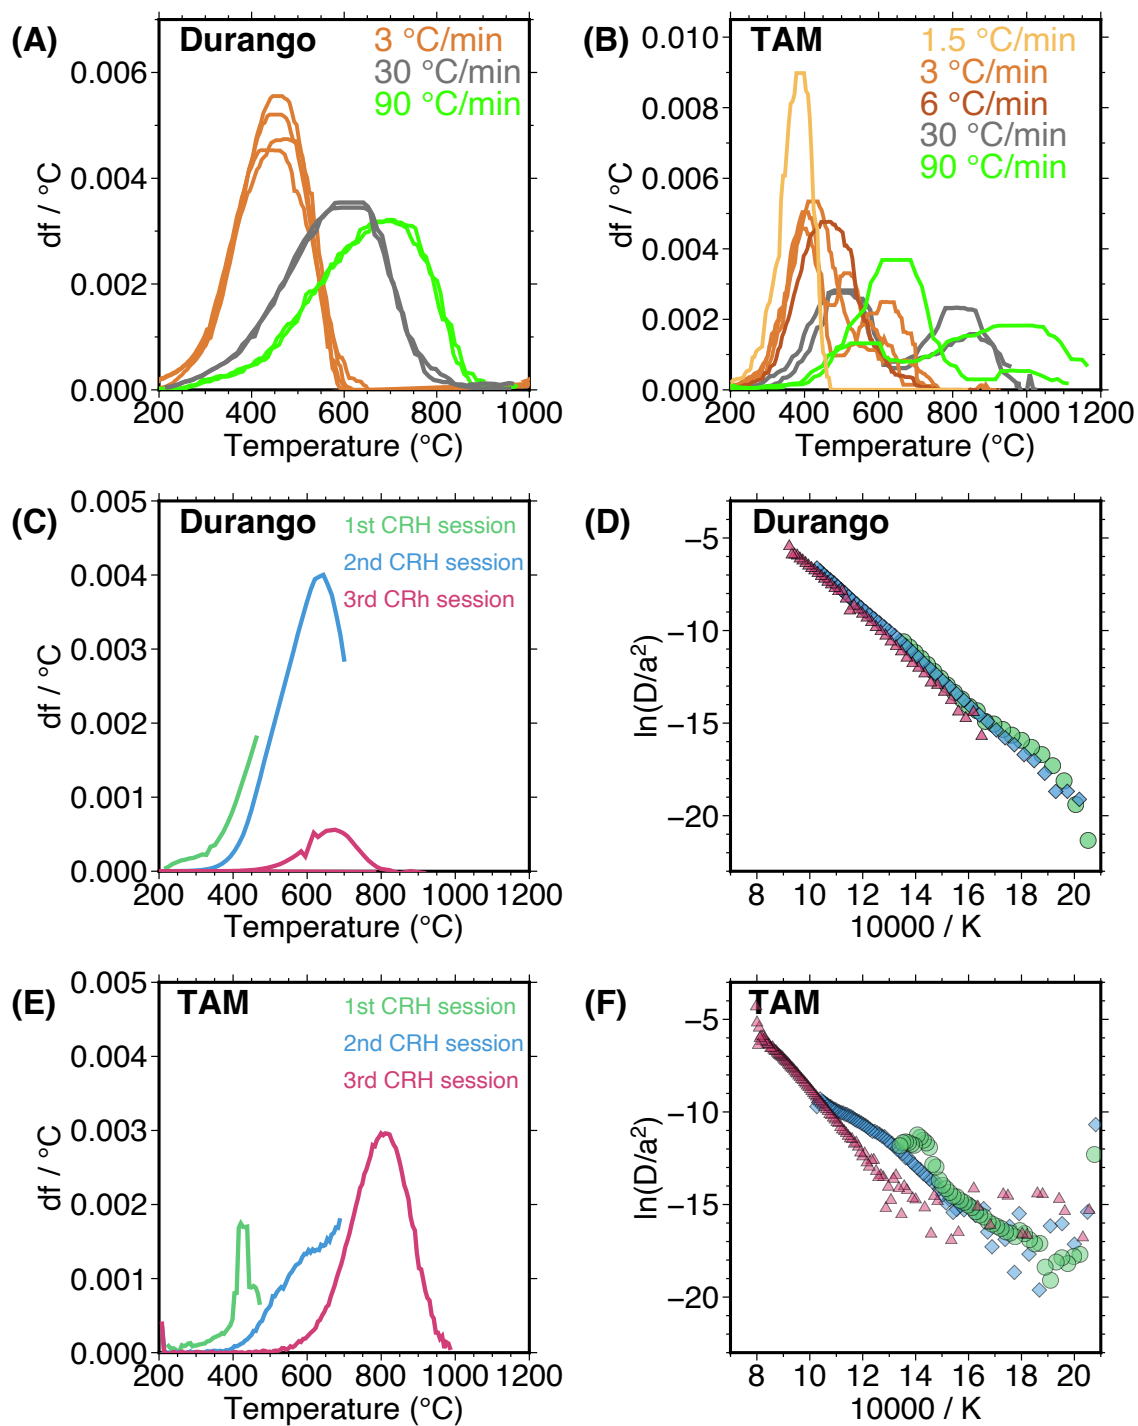 (A)
Durango
3 °C/min
30 °C/min
90 °C/min
df / °C
0.006
0.004
0.002
0.000
200 400 600 800 1000
Temperature (°C)
(B)
TAM
1.5 °C/min
3 °C/min
6 °C/min
30 °C/min
90 °C/min
df / °C
0.010
0.008
0.006
0.004
0.002
0.000
200 400 600 800 1000 1200
Temperature (°C)
(C)
Durango
1st CRH session
2nd CRH session
3rd CRh session
df / °C
0.005
0.004
0.003
0.002
0.001
0.000
200 400 600 800 1000 1200
Temperature (°C)
(D)
Durango
ln(D/a²)
−5
−10
−15
−20
8 10 12 14 16 18 20
10000 / K
(E)
TAM
1st CRH session
2nd CRH session
3rd CRH session
df / °C
0.005
0.004
0.003
0.002
0.001
0.000
200 400 600 800 1000 1200
Temperature (°C)
(F)
TAM
ln(D/a²)
−5
−10
−15
−20
8 10 12 14 16 18 20
10000 / K